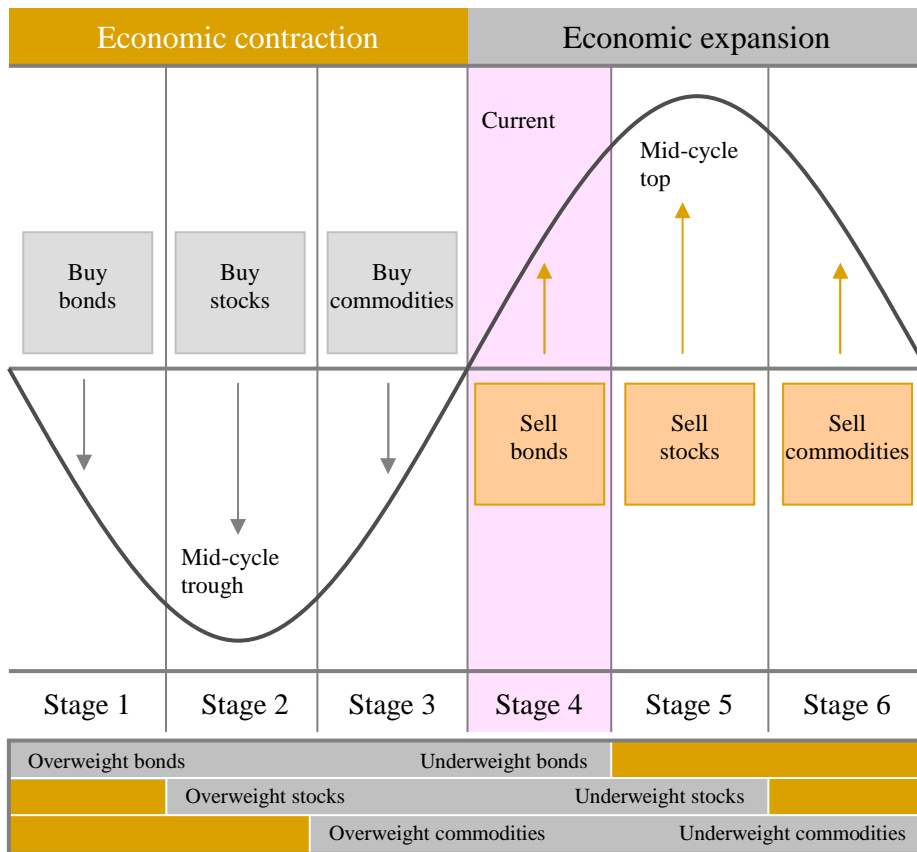 Economic contraction
Economic expansion
Current
Mid-cycle
top
Buy
bonds
Buy
stocks
Buy
commodities
Sell
bonds
Sell
stocks
Sell
commodities
Mid-cycle
trough
Stage 1
Stage 2
Stage 3
Stage 4
Stage 5
Stage 6
Overweight bonds
Underweight bonds
Overweight stocks
Underweight stocks
Overweight commodities
Underweight commodities